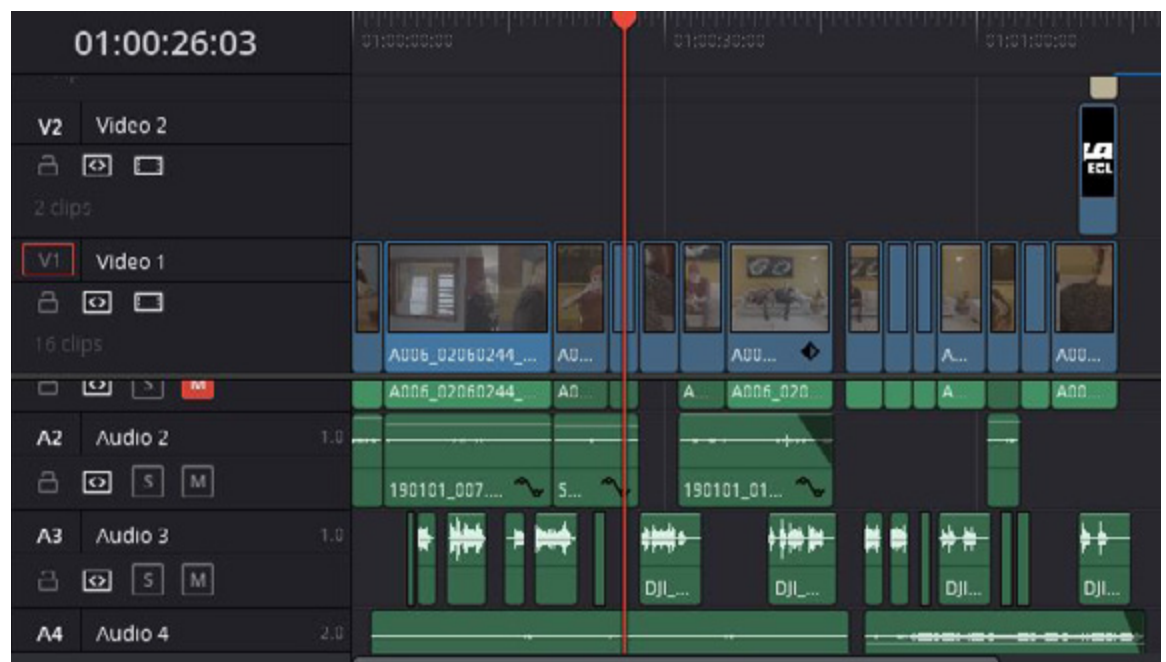 01:00:26:03
01:00:00:00
01:00:30:00
01:01:00:00
V2 Video 2
2 clips
EGL
V1 Video 1
16 clips
A006_02060244_... A0... A00... A... A00...
S M
A006_02060244_... A0... A... A006_020... A A00...
A2 Audio 2 1.0
S M
190101_007.... S... 190101_01...
A3 Audio 3 1.0
S M
DJI_... DJI_... DJI... DJI...
A4 Audio 4 2.0